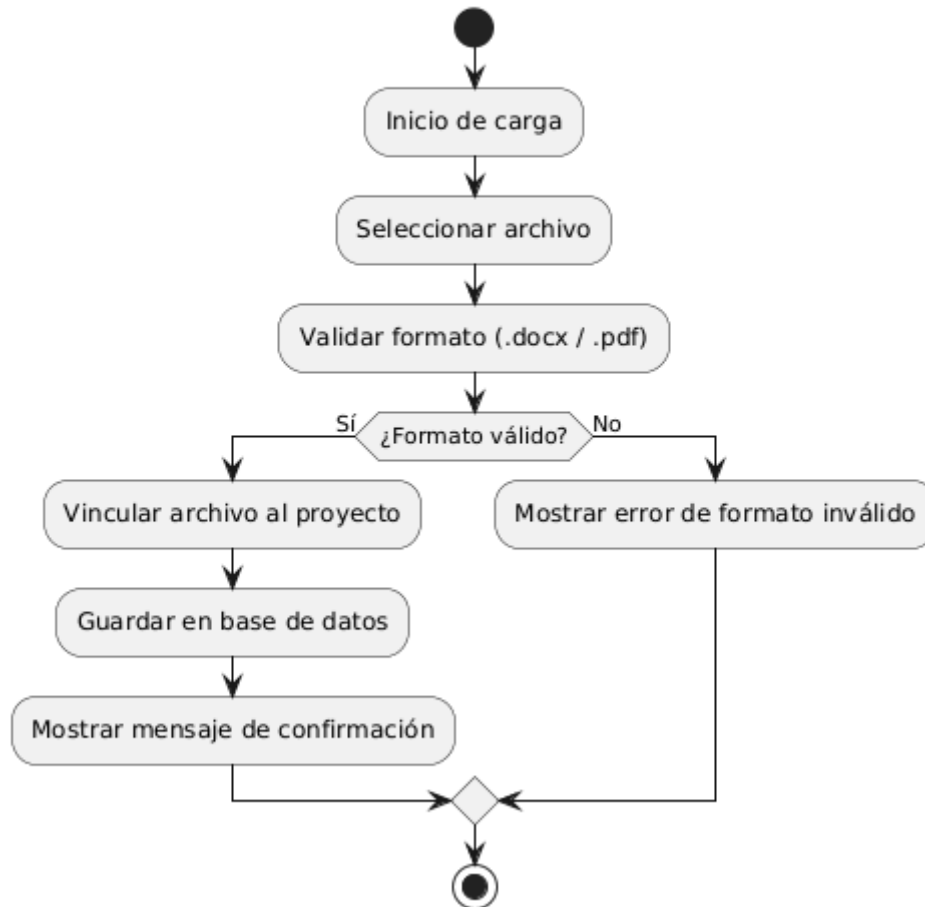 Inicio de carga
Seleccionar archivo
Validar formato (.docx / .pdf)
Sí
¿Formato válido?
No
Vincular archivo al proyecto
Mostrar error de formato inválido
Guardar en base de datos
Mostrar mensaje de confirmación